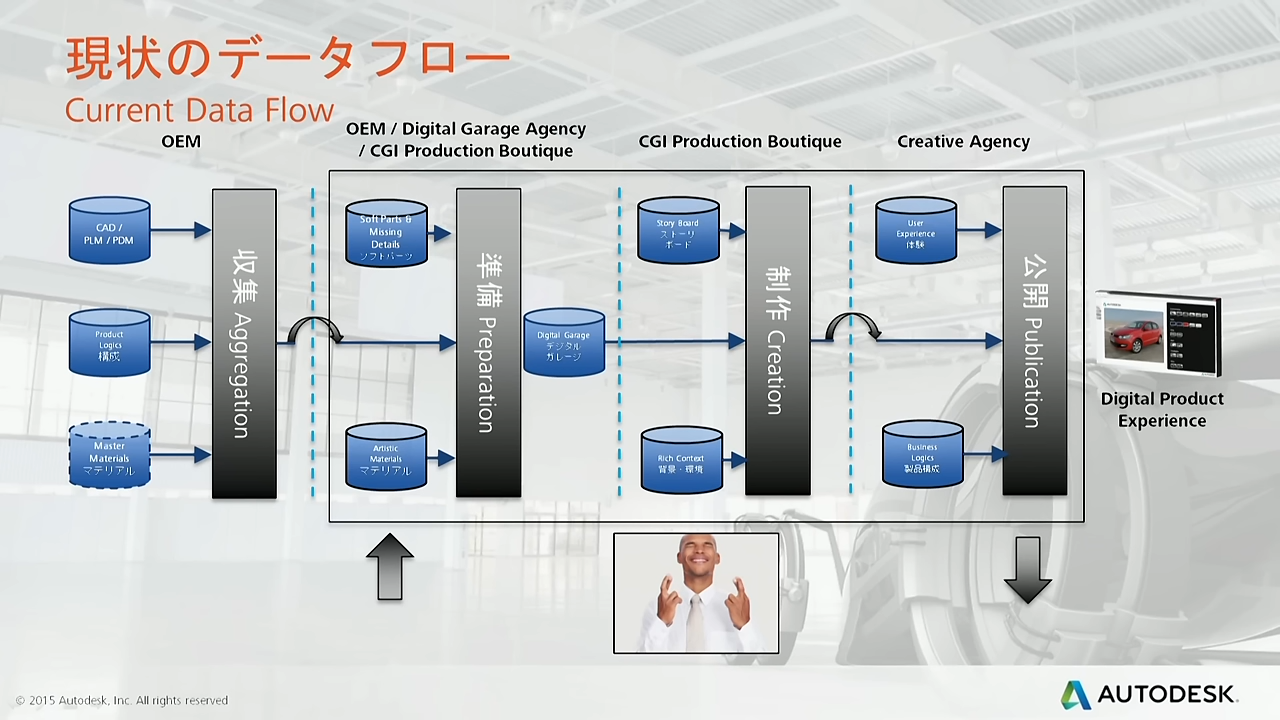 現状のデータフロー
Current Data Flow
OEM
OEM / Digital Garage Agency
/ CGI Production Boutique
CGI Production Boutique
Creative Agency
CAD /
PLM / PDM
Product
Logics
構成
Master
Materials
マテリアル
収集 Aggregation
Soft Parts &
Missing
Details
ソフトパーツ
Artistic
Materials
マテリアル
準備 Preparation
Digital Garage
デジタル
ガレージ
Story Board
ストーリ
ボード
Rich Context
背景・環境
制作 Creation
User
Experience
体験
Business
Logics
製品構成
公開 Publication
Digital Product
Experience
© 2015 Autodesk, Inc. All rights reserved
AUTODESK.